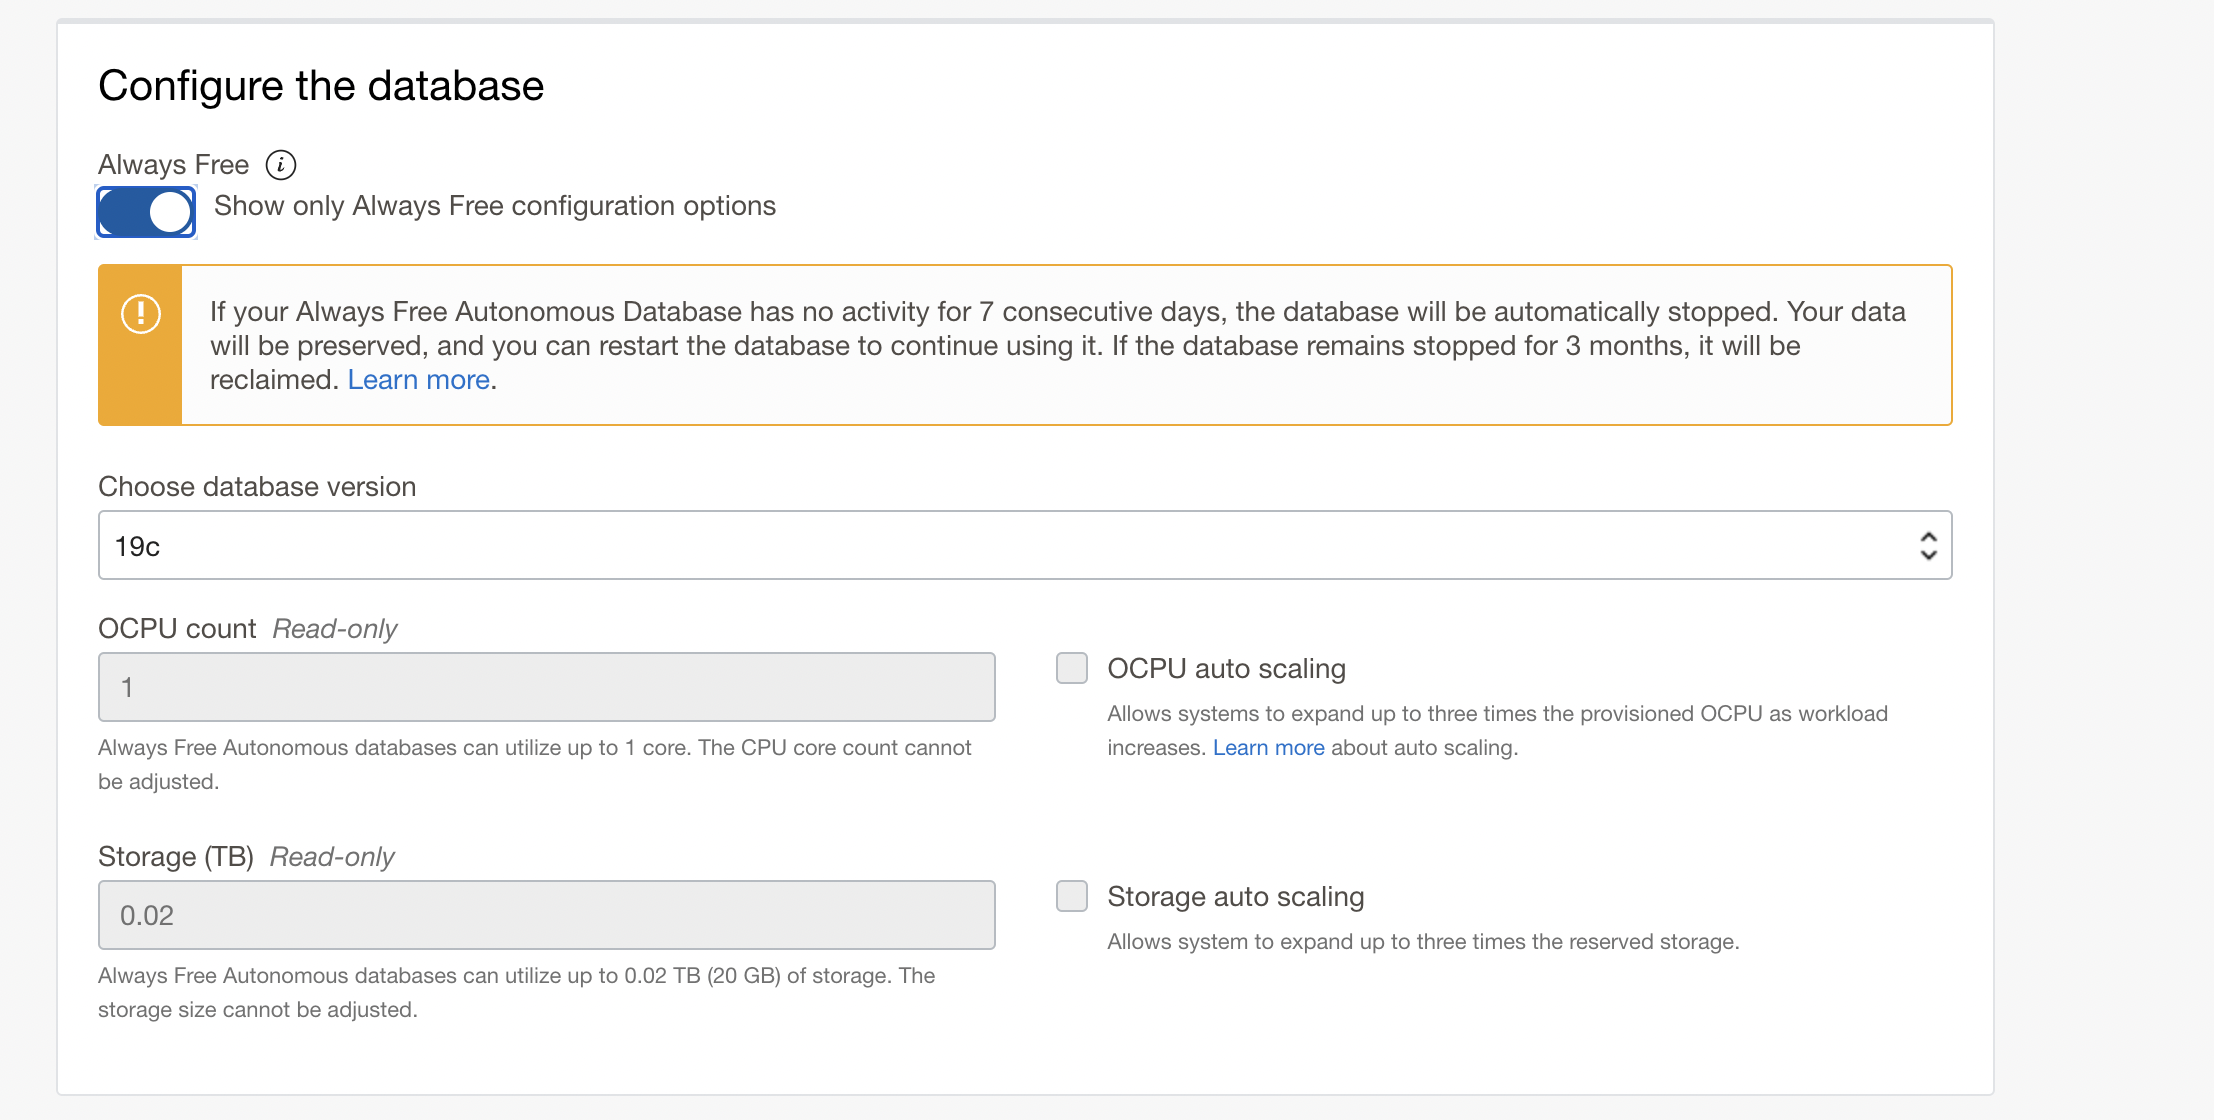 Configure the database
Always Free i
Show only Always Free configuration options
If your Always Free Autonomous Database has no activity for 7 consecutive days, the database will be automatically stopped. Your data
will be preserved, and you can restart the database to continue using it. If the database remains stopped for 3 months, it will be
reclaimed. Learn more.
Choose database version
19c
OCPU count Read-only
1
Always Free Autonomous databases can utilize up to 1 core. The CPU core count cannot
be adjusted.
OCPU auto scaling
Allows systems to expand up to three times the provisioned OCPU as workload
increases. Learn more about auto scaling.
Storage (TB) Read-only
0.02
Always Free Autonomous databases can utilize up to 0.02 TB (20 GB) of storage. The
storage size cannot be adjusted.
Storage auto scaling
Allows system to expand up to three times the reserved storage.